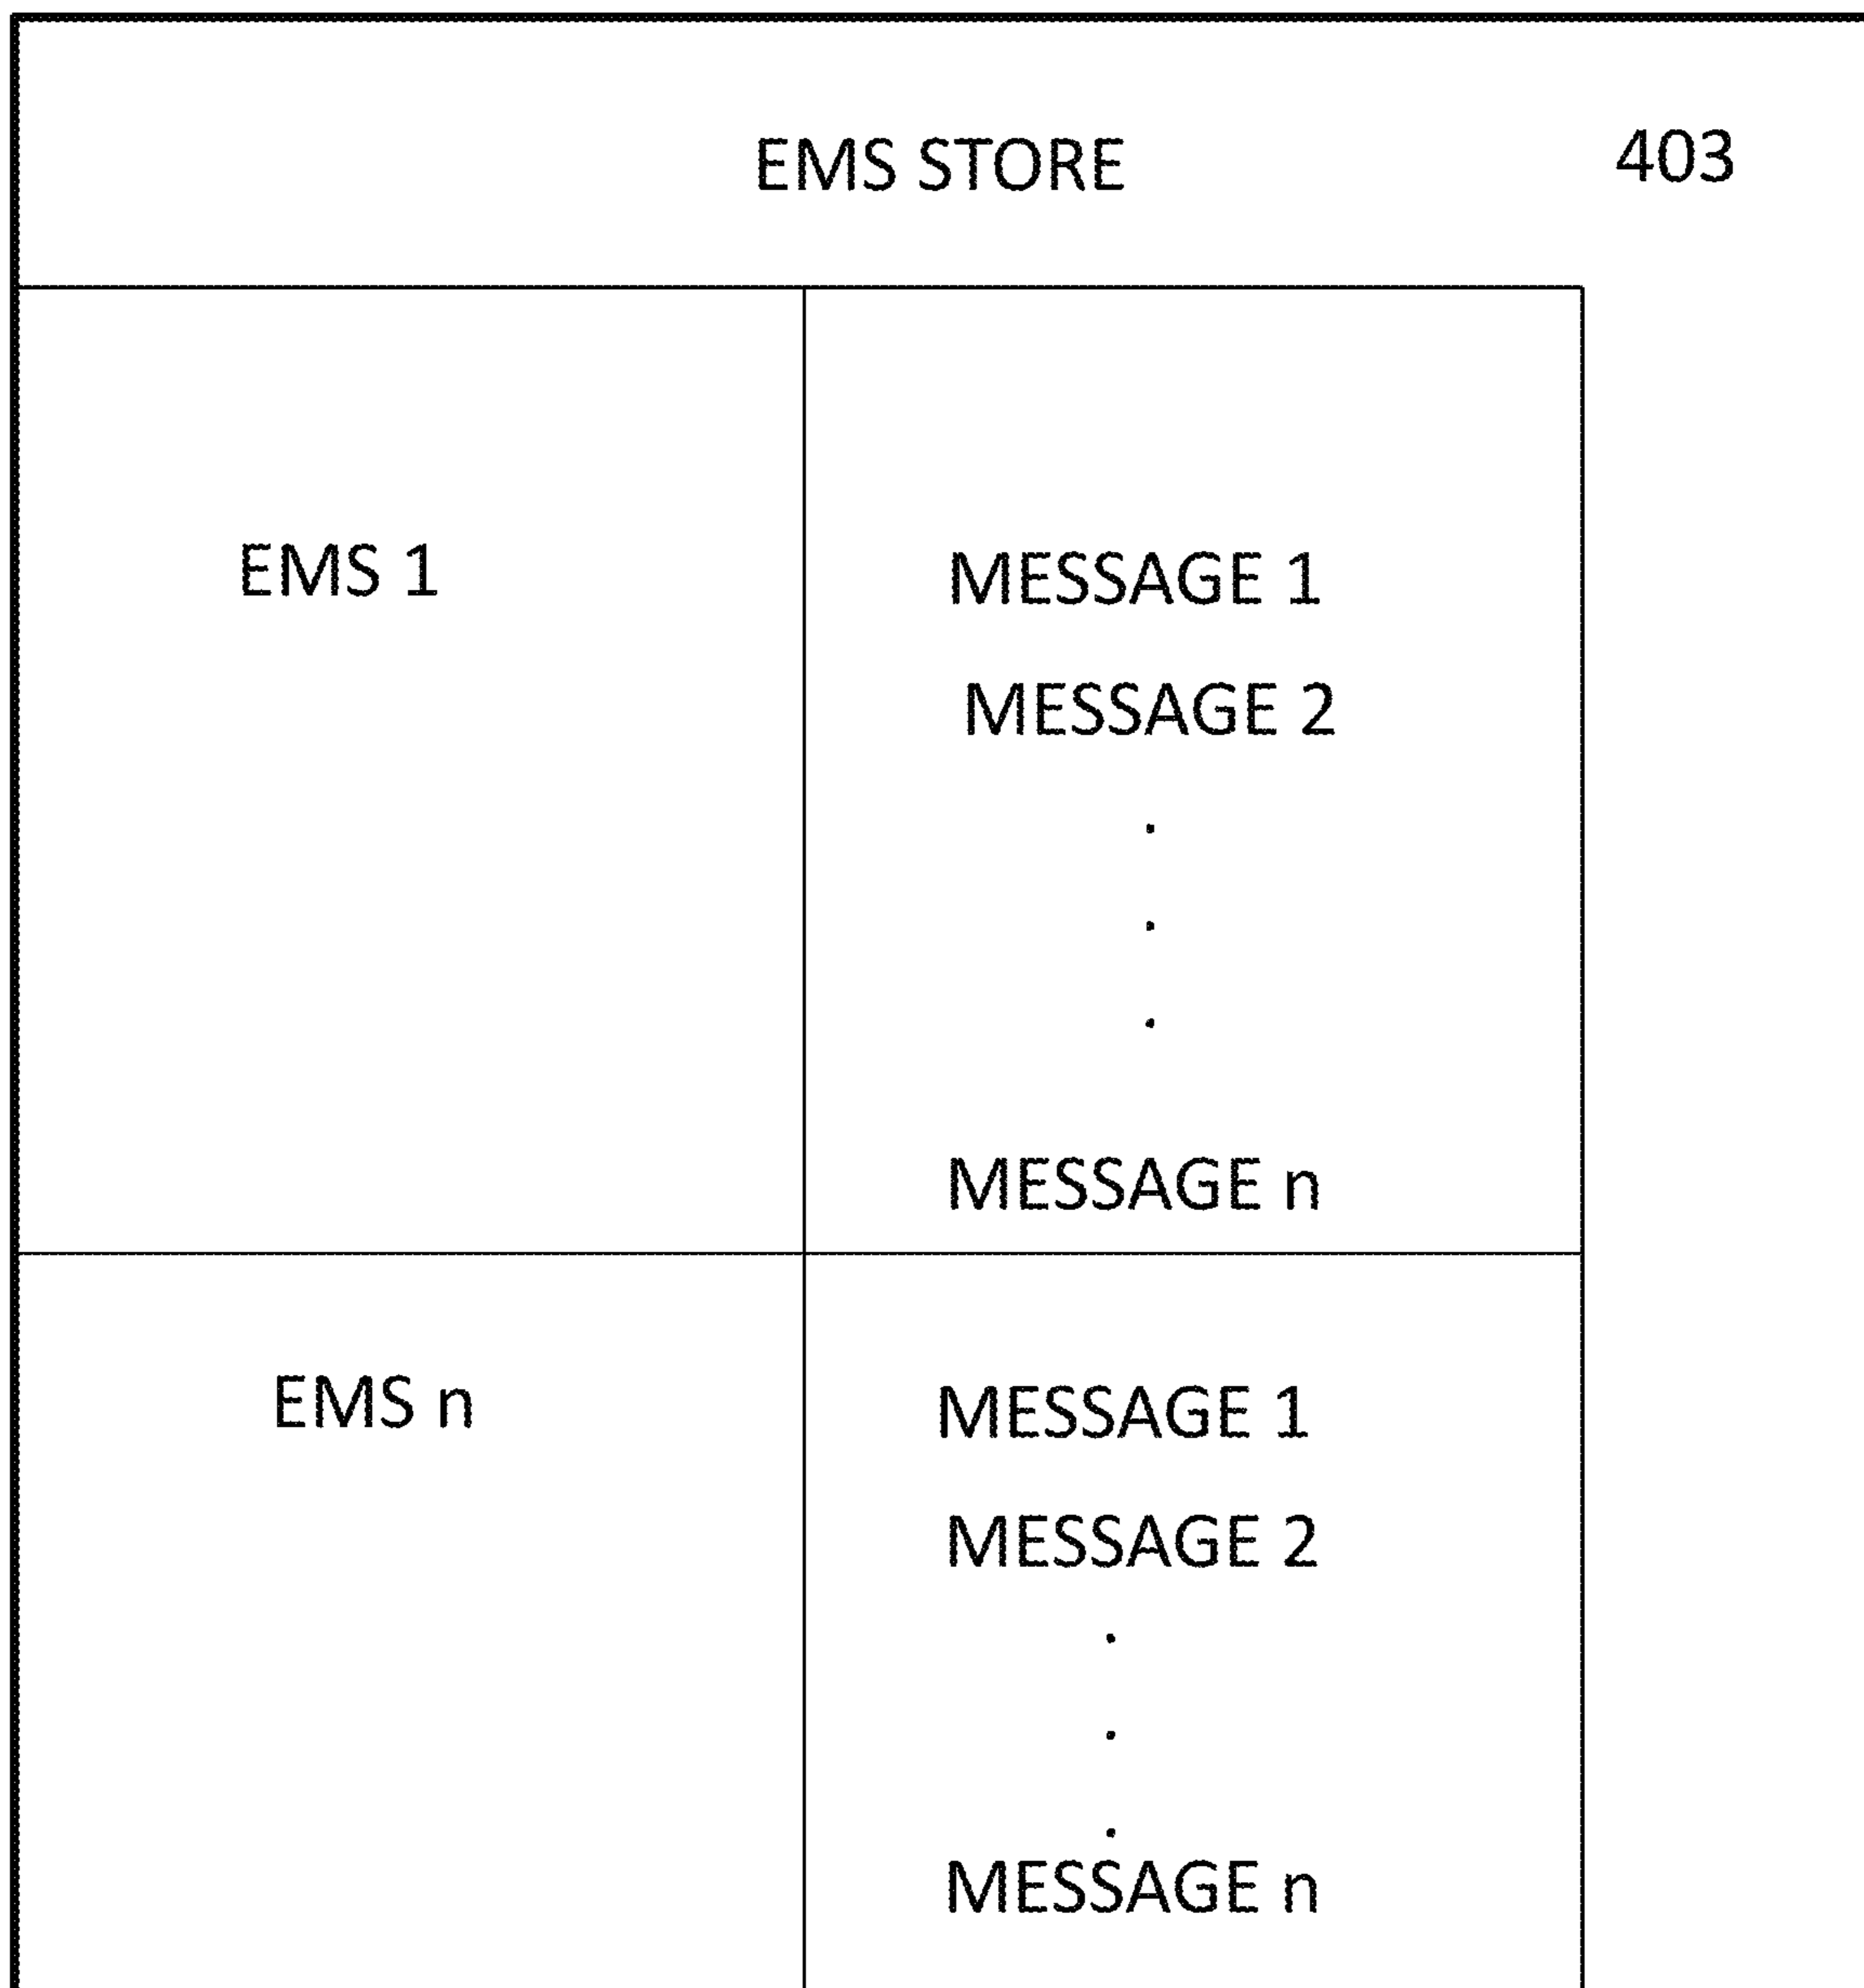 EMS STORE 403
EMS 1 MESSAGE 1
MESSAGE 2
.
.
.
MESSAGE n
EMS n MESSAGE 1
MESSAGE 2
.
.
.
MESSAGE n